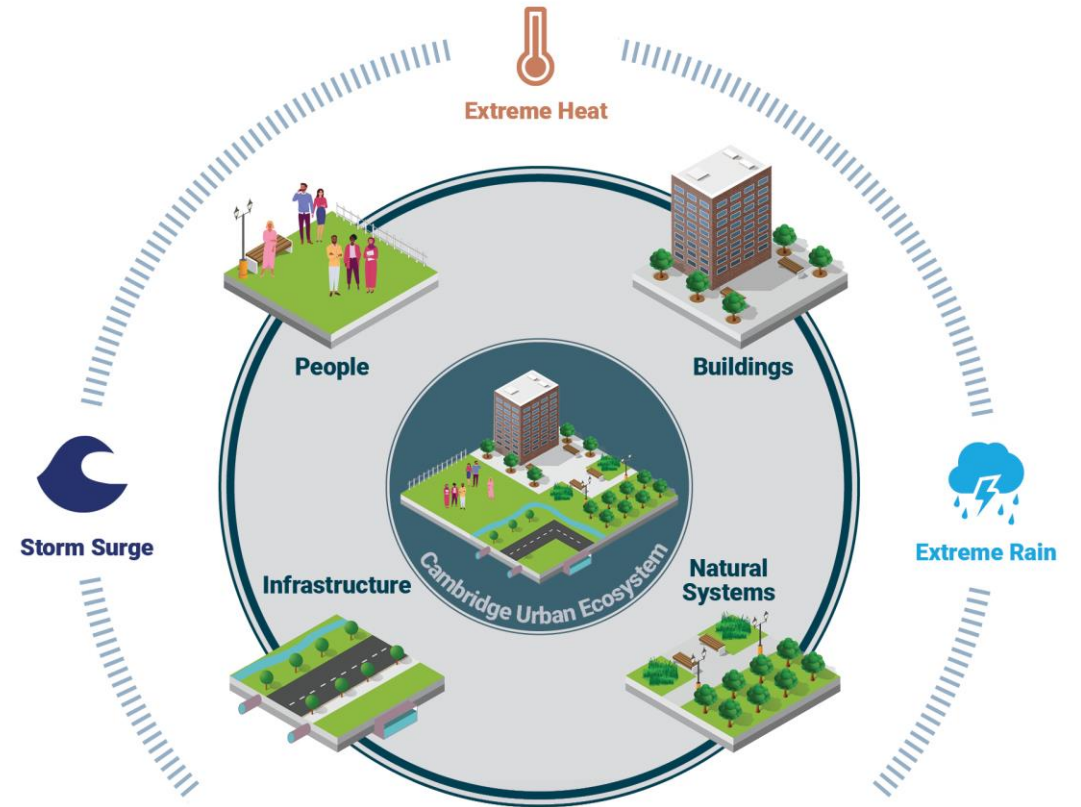 Extreme Heat
People
Buildings
Storm Surge
Extreme Rain
Infrastructure
Natural
Systems
Cambridge Urban Ecosystem